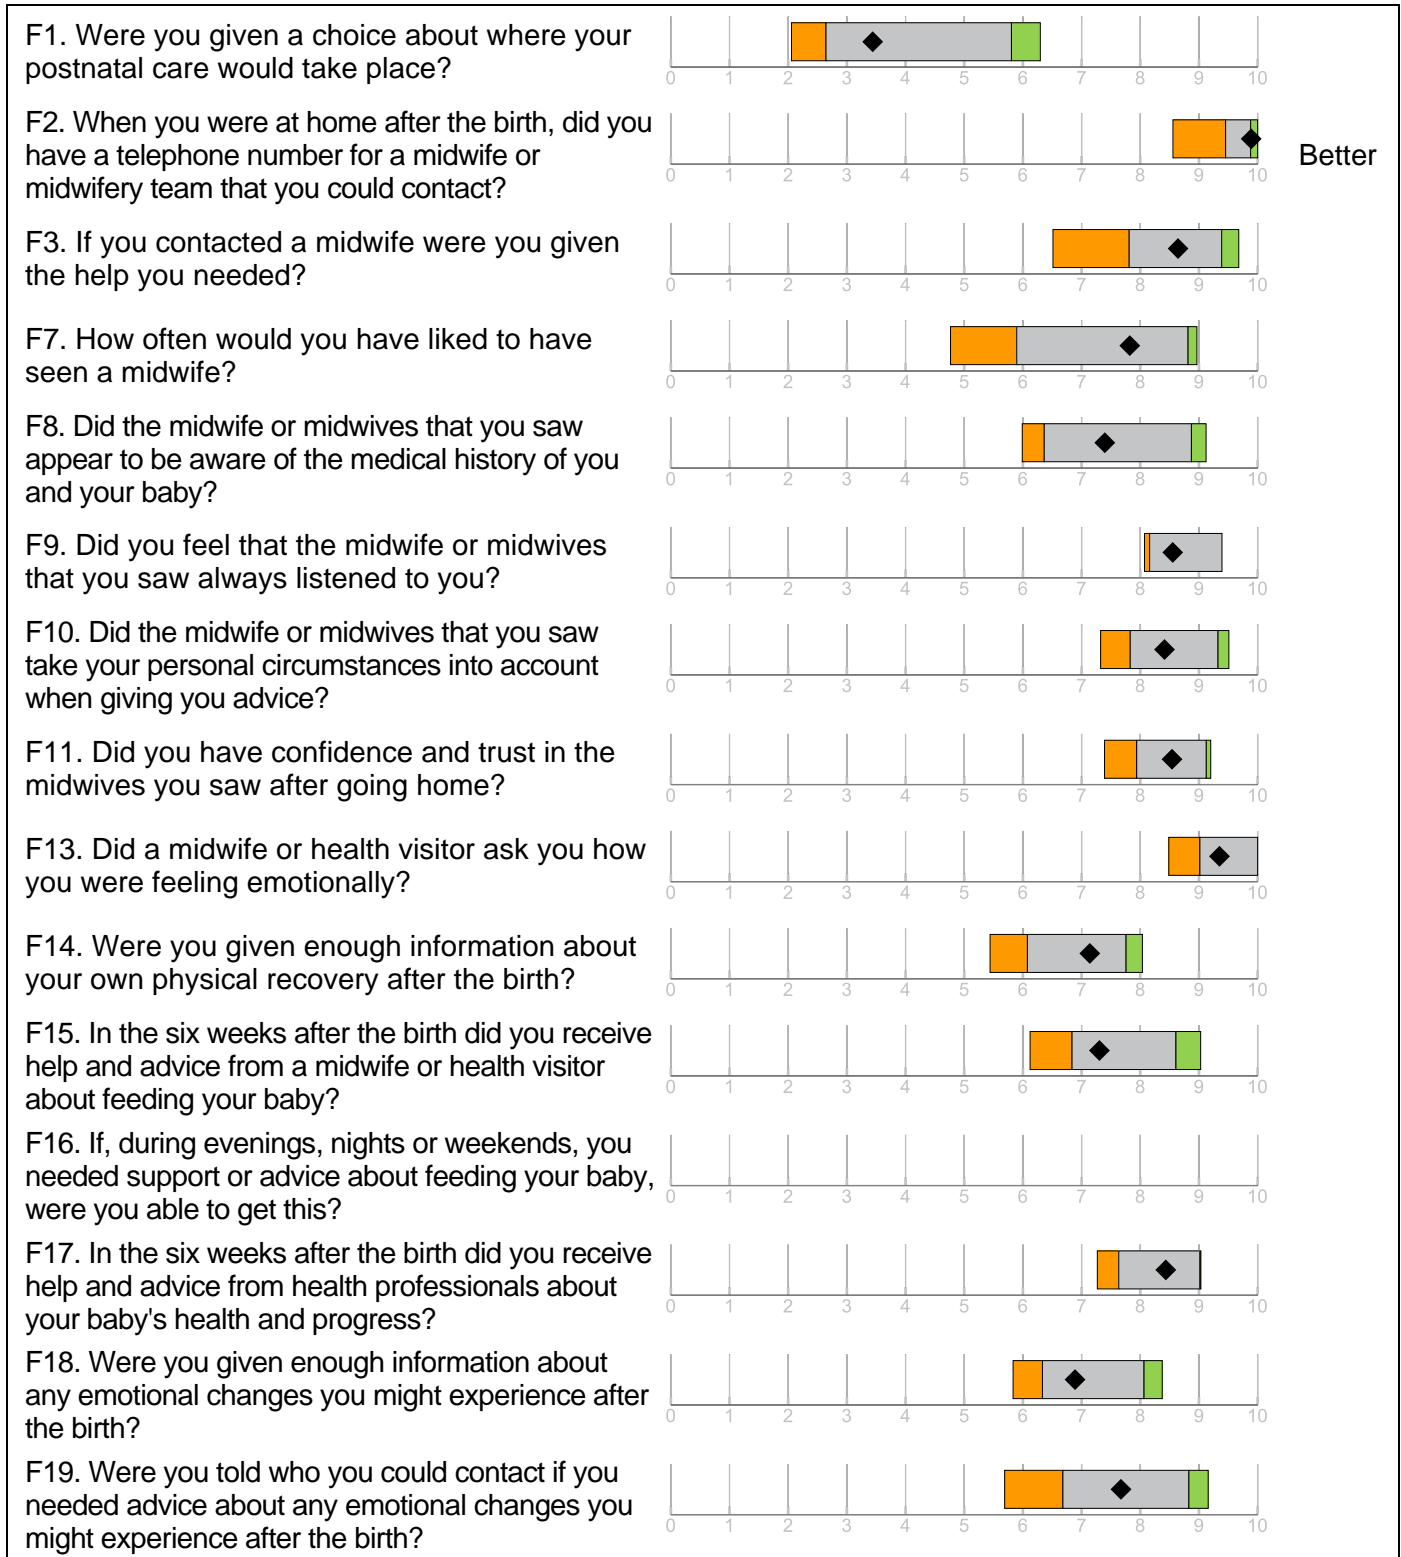 F1. Were you given a choice about where your
postnatal care would take place?
0 1 2 3 4 5 6 7 8 9 10
F2. When you were at home after the birth, did you
have a telephone number for a midwife or
midwifery team that you could contact?
0 1 2 3 4 5 6 7 8 9 10
Better
F3. If you contacted a midwife were you given
the help you needed?
0 1 2 3 4 5 6 7 8 9 10
F7. How often would you have liked to have
seen a midwife?
0 1 2 3 4 5 6 7 8 9 10
F8. Did the midwife or midwives that you saw
appear to be aware of the medical history of you
and your baby?
0 1 2 3 4 5 6 7 8 9 10
F9. Did you feel that the midwife or midwives
that you saw always listened to you?
0 1 2 3 4 5 6 7 8 9 10
F10. Did the midwife or midwives that you saw
take your personal circumstances into account
when giving you advice?
0 1 2 3 4 5 6 7 8 9 10
F11. Did you have confidence and trust in the
midwives you saw after going home?
0 1 2 3 4 5 6 7 8 9 10
F13. Did a midwife or health visitor ask you how
you were feeling emotionally?
0 1 2 3 4 5 6 7 8 9 10
F14. Were you given enough information about
your own physical recovery after the birth?
0 1 2 3 4 5 6 7 8 9 10
F15. In the six weeks after the birth did you receive
help and advice from a midwife or health visitor
about feeding your baby?
0 1 2 3 4 5 6 7 8 9 10
F16. If, during evenings, nights or weekends, you
needed support or advice about feeding your baby,
were you able to get this?
0 1 2 3 4 5 6 7 8 9 10
F17. In the six weeks after the birth did you receive
help and advice from health professionals about
your baby's health and progress?
0 1 2 3 4 5 6 7 8 9 10
F18. Were you given enough information about
any emotional changes you might experience after
the birth?
0 1 2 3 4 5 6 7 8 9 10
F19. Were you told who you could contact if you
needed advice about any emotional changes you
might experience after the birth?
0 1 2 3 4 5 6 7 8 9 10